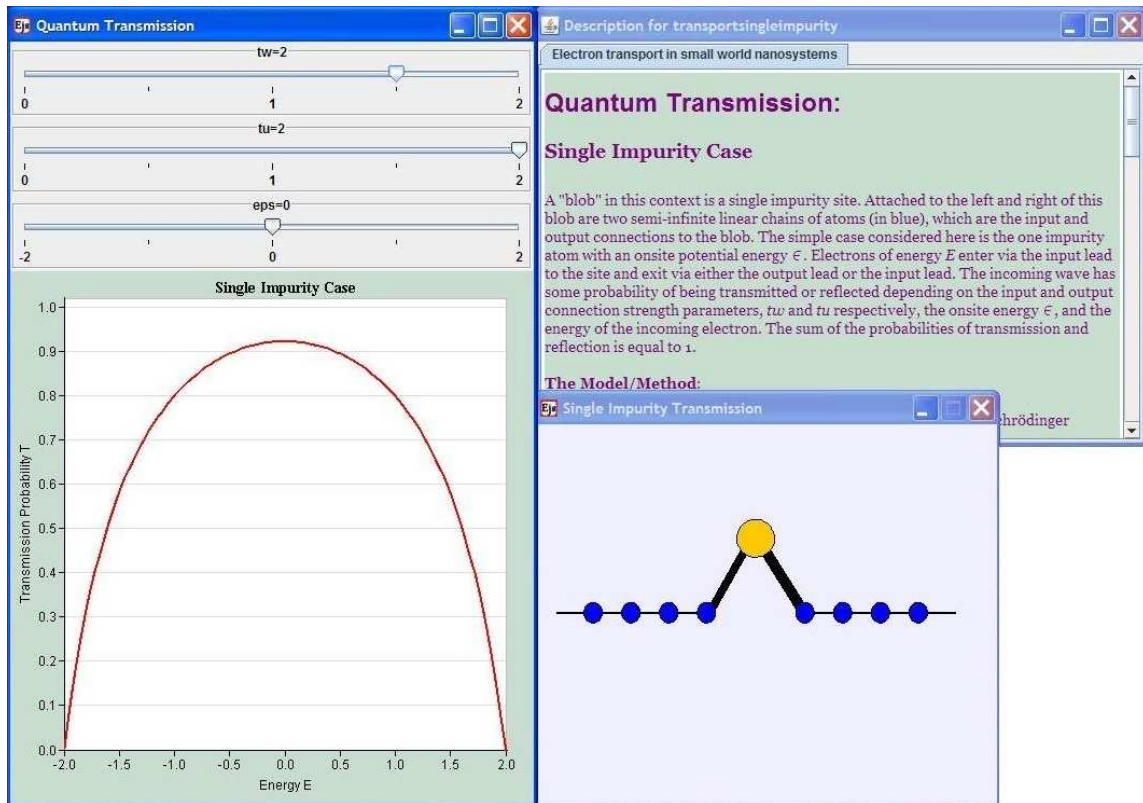 Ejs Quantum Transmission
tw=2
0 1 2
tu=2
0 1 2
eps=0
-2 0 2
Single Impurity Case
Transmission Probability T
1.0
0.9
0.8
0.7
0.6
0.5
0.4
0.3
0.2
0.1
0.0
-2.0 -1.5 -1.0 -0.5 0.0 0.5 1.0 1.5 2.0
Energy E
Description for transportsingleimpurity
Electron transport in small world nanosystems
Quantum Transmission:
Single Impurity Case
A "blob" in this context is a single impurity site. Attached to the left and right of this
blob are two semi-infinite linear chains of atoms (in blue), which are the input and
output connections to the blob. The simple case considered here is the one impurity
atom with an onsite potential energy ϵ. Electrons of energy E enter via the input lead
to the site and exit via either the output lead or the input lead. The incoming wave has
some probability of being transmitted or reflected depending on the input and output
connection strength parameters, tw and tu respectively, the onsite energy ϵ, and the
energy of the incoming electron. The sum of the probabilities of transmission and
reflection is equal to 1.
The Model/Method:
Ejs Single Impurity Transmission